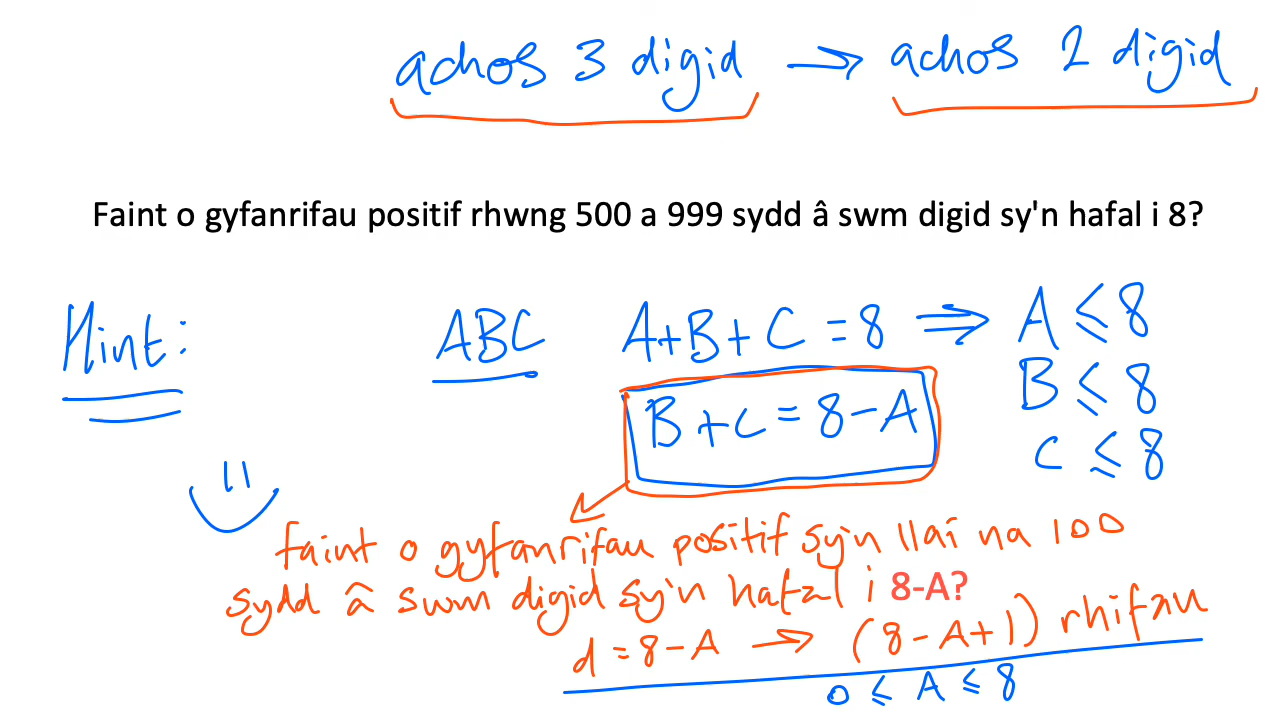 achos 3 digid → achos 2 digid
Faint o gyfanrifau positif rhwng 500 a 999 sydd â swm digid sy'n hafal i 8?
Hint: ABC A+B+C = 8 ⇒ A ≤ 8
B+C = 8-A B ≤ 8
C ≤ 8
faint o gyfanrifau positif sy'n llai na 100
sydd â swm digid sy'n hafal i 8-A?
d = 8-A → (8-A+1) rhifau
0 ≤ A ≤ 8